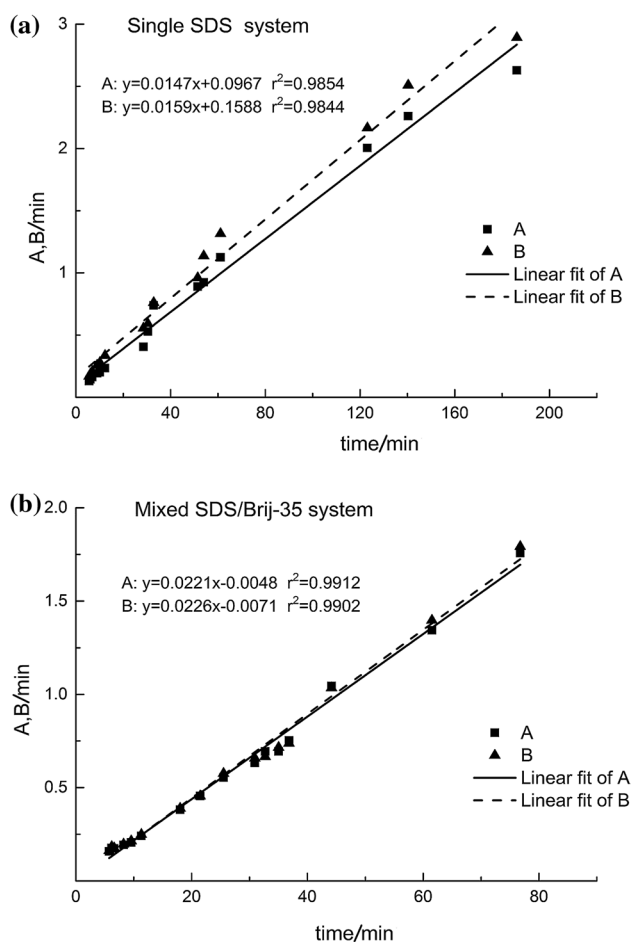 (a)
Single SDS system
A: y=0.0147x+0.0967 r²=0.9854
B: y=0.0159x+0.1588 r²=0.9844
3
2
1
A,B/min
A
B
Linear fit of A
Linear fit of B
0 40 80 120 160 200
time/min
(b)
Mixed SDS/Brij-35 system
A: y=0.0221x-0.0048 r²=0.9912
B: y=0.0226x-0.0071 r²=0.9902
2.0
1.5
1.0
0.5
A,B/min
A
B
Linear fit of A
Linear fit of B
0 20 40 60 80
time/min